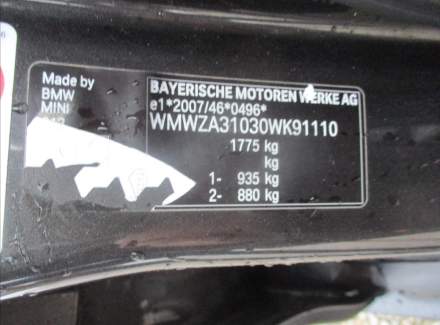 Made by
BMW
MINI
BAYERISCHE MOTOREN WERKE AG
e1*2007/46*0496*
WMWZA31030WK91110
1775 kg
kg
1- 935 kg
2- 880 kg